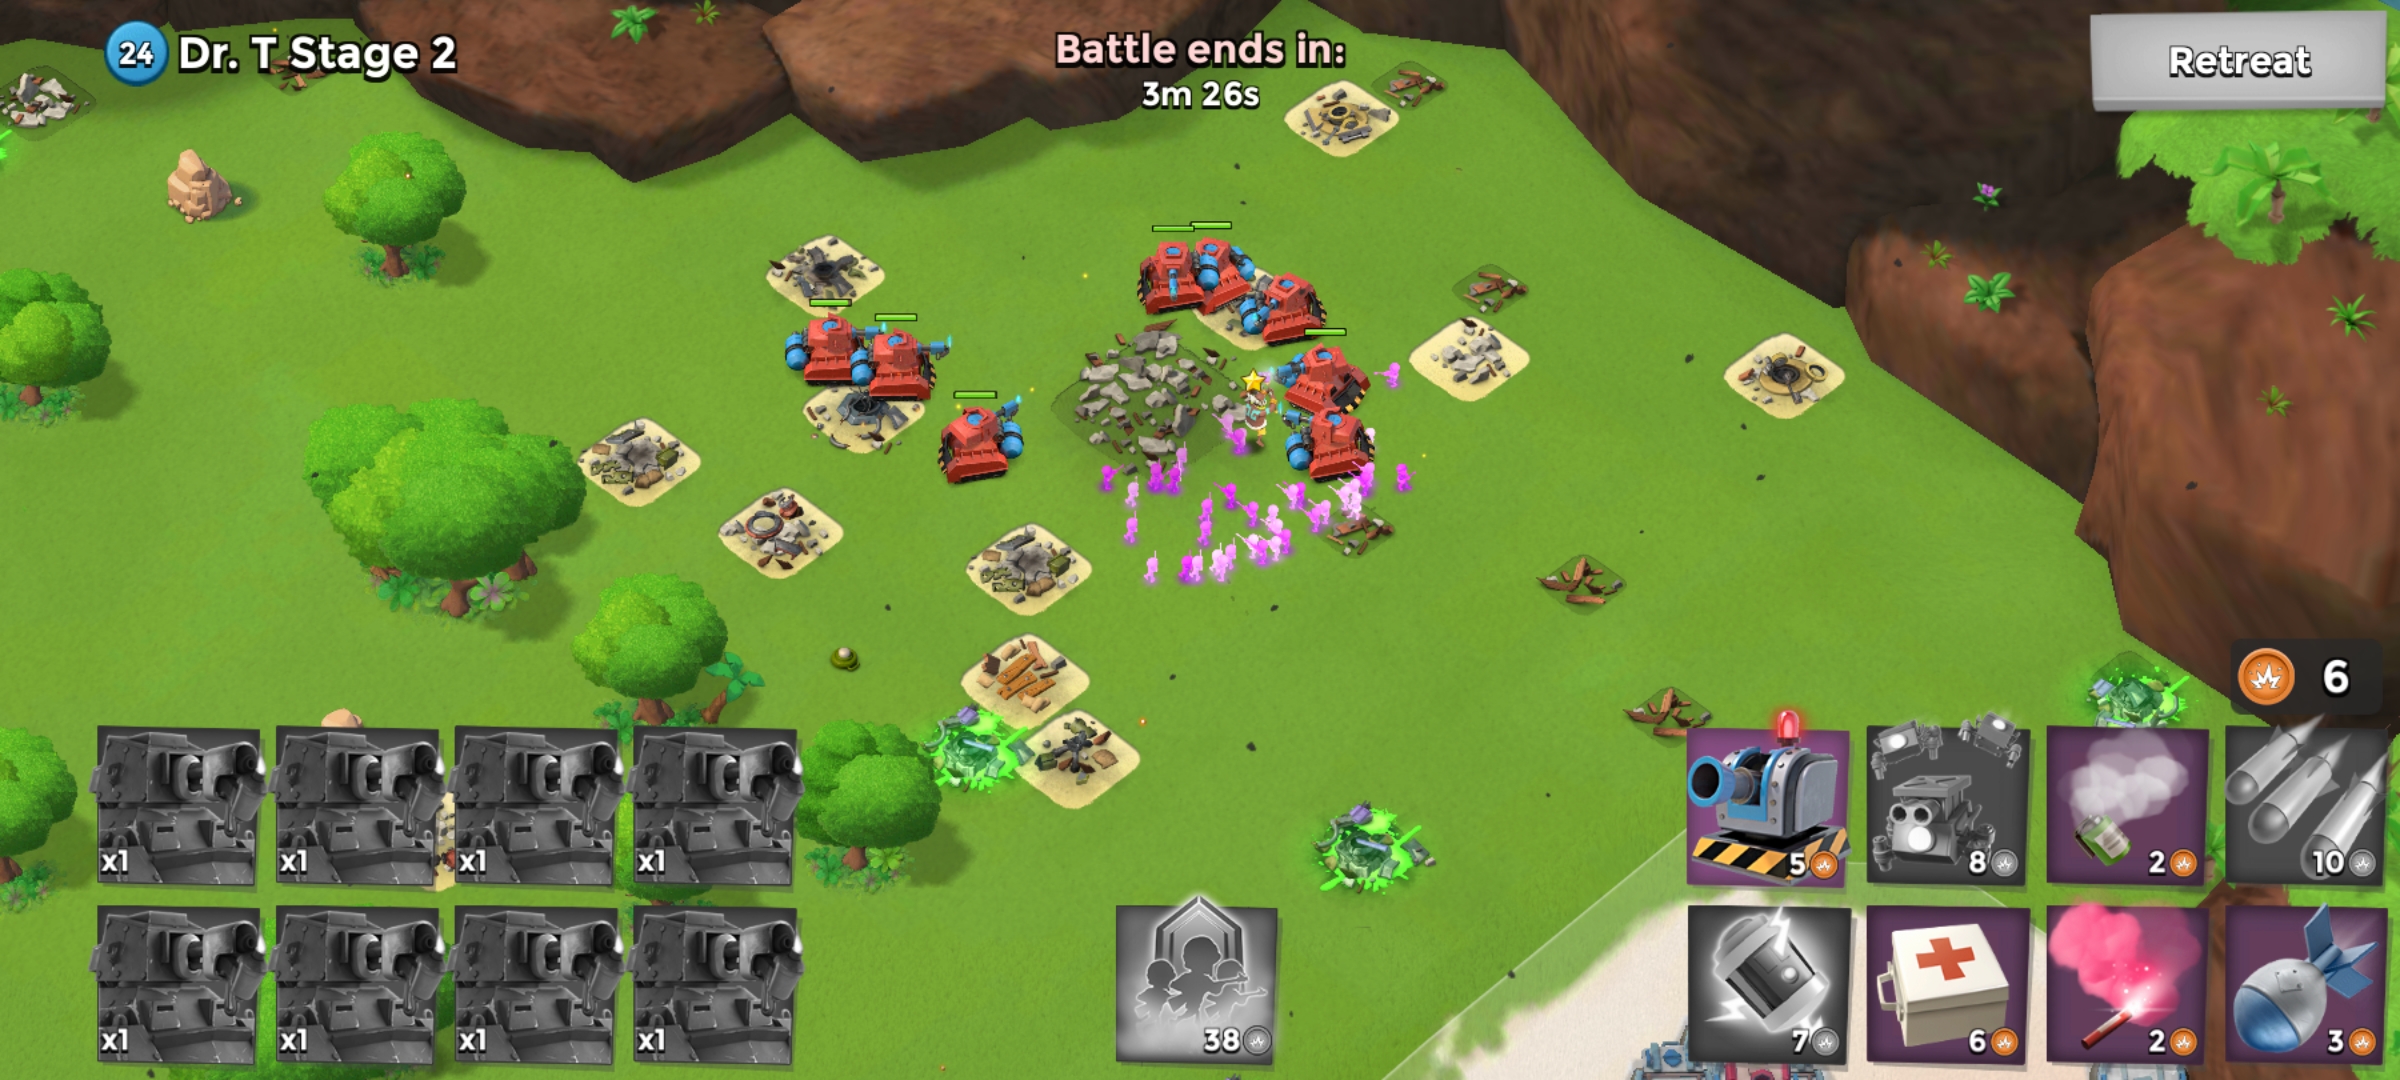 24 Dr. T Stage 2
Battle ends in:
3m 26s
Retreat
6
x1 x1 x1 x1
5 8 2 10
x1 x1 x1 x1
38
7 6 2 3